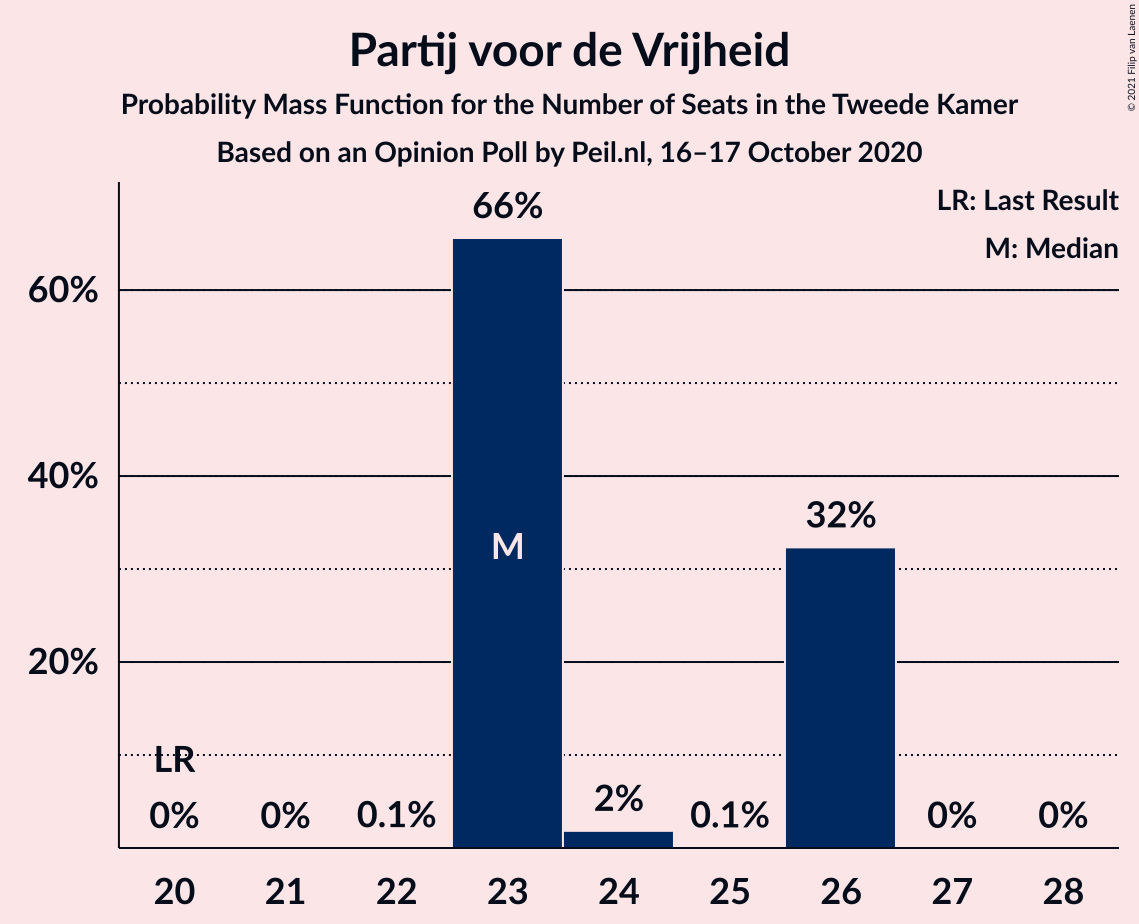 Partij voor de Vrijheid
Probability Mass Function for the Number of Seats in the Tweede Kamer
Based on an Opinion Poll by Peil.nl, 16–17 October 2020
© 2021 Filip van Laenen
LR: Last Result
M: Median
66%
60%
40%
32%
M
20%
LR
0% 0% 0.1% 2% 0.1% 0% 0%
20 21 22 23 24 25 26 27 28